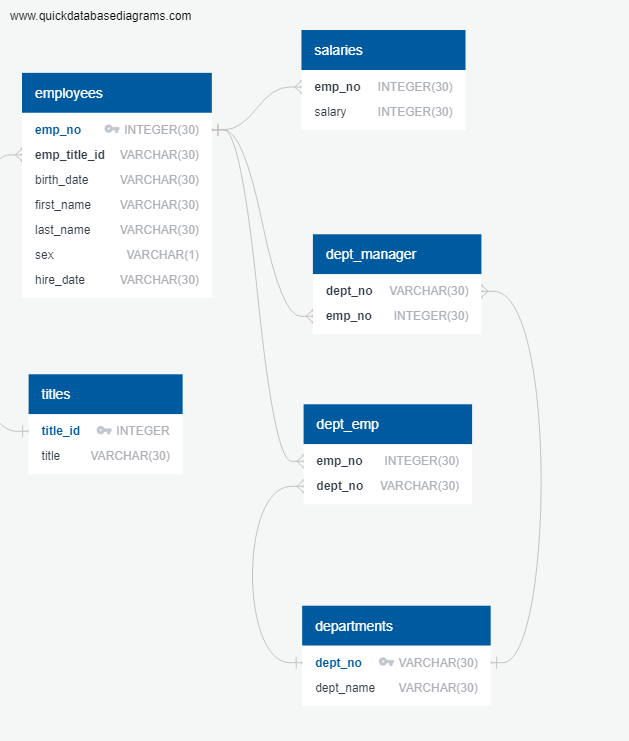 www.quickdatabasediagrams.com
employees
emp_no INTEGER(30)
emp_title_id VARCHAR(30)
birth_date VARCHAR(30)
first_name VARCHAR(30)
last_name VARCHAR(30)
sex VARCHAR(1)
hire_date VARCHAR(30)
titles
title_id INTEGER
title VARCHAR(30)
salaries
emp_no INTEGER(30)
salary INTEGER(30)
dept_manager
dept_no VARCHAR(30)
emp_no INTEGER(30)
dept_emp
emp_no INTEGER(30)
dept_no VARCHAR(30)
departments
dept_no VARCHAR(30)
dept_name VARCHAR(30)